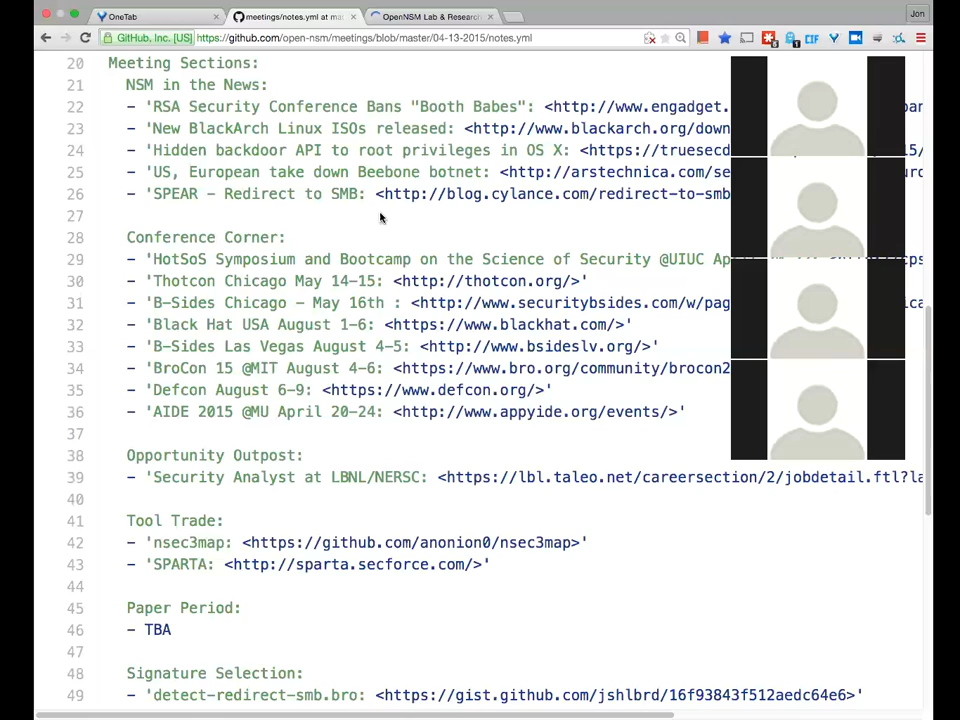 OneTab
meetings/notes.yml at mas
OpenNSM Lab & Research
Jon
GitHub, Inc. [US] https://github.com/open-nsm/meetings/blob/master/04-13-2015/notes.yml
CIF
20 Meeting Sections:
21 NSM in the News:
22 - 'RSA Security Conference Bans "Booth Babes": <http://www.engadget.
23 - 'New BlackArch Linux ISOs released: <http://www.blackarch.org/down
24 - 'Hidden backdoor API to root privileges in OS X: <https://truesecd
25 - 'US, European take down Beebone botnet: <http://arstechnica.com/se
26 - 'SPEAR - Redirect to SMB: <http://blog.cylance.com/redirect-to-smb
27
28 Conference Corner:
29 - 'HotSoS Symposium and Bootcamp on the Science of Security @UIUC Ap
30 - 'Thotcon Chicago May 14-15: <http://thotcon.org/>'
31 - 'B-Sides Chicago - May 16th : <http://www.securitybsides.com/w/pag
32 - 'Black Hat USA August 1-6: <https://www.blackhat.com/>'
33 - 'B-Sides Las Vegas August 4-5: <http://www.bsideslv.org/>'
34 - 'BroCon 15 @MIT August 4-6: <https://www.bro.org/community/brocon2
35 - 'Defcon August 6-9: <https://www.defcon.org/>'
36 - 'AIDE 2015 @MU April 20-24: <http://www.appyide.org/events/>'
37
38 Opportunity Outpost:
39 - 'Security Analyst at LBNL/NERSC: <https://lbl.taleo.net/careersection/2/jobdetail.ftl?la
40
41 Tool Trade:
42 - 'nsec3map: <https://github.com/anonion0/nsec3map>'
43 - 'SPARTA: <http://sparta.secforce.com/>'
44
45 Paper Period:
46 - TBA
47
48 Signature Selection:
49 - 'detect-redirect-smb.bro: <https://gist.github.com/jshlbrd/16f93843f512aedc64e6>'